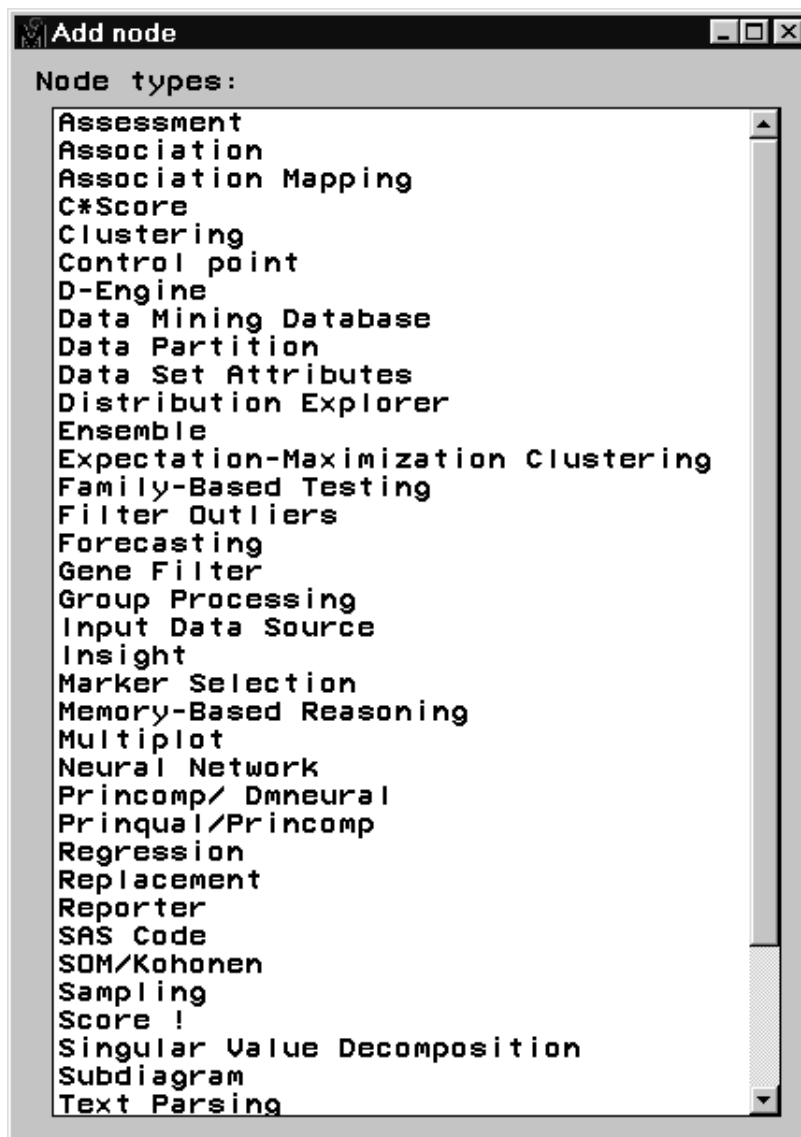 Add node
Node types:
Assessment
Association
Association Mapping
C*Score
Clustering
Control point
D-Engine
Data Mining Database
Data Partition
Data Set Attributes
Distribution Explorer
Ensemble
Expectation-Maximization Clustering
Family-Based Testing
Filter Outliers
Forecasting
Gene Filter
Group Processing
Input Data Source
Insight
Marker Selection
Memory-Based Reasoning
Multiplot
Neural Network
Princomp/ Dmneural
Prinqual/Princomp
Regression
Replacement
Reporter
SAS Code
SOM/Kohonen
Sampling
Score !
Singular Value Decomposition
Subdiagram
Text Parsing